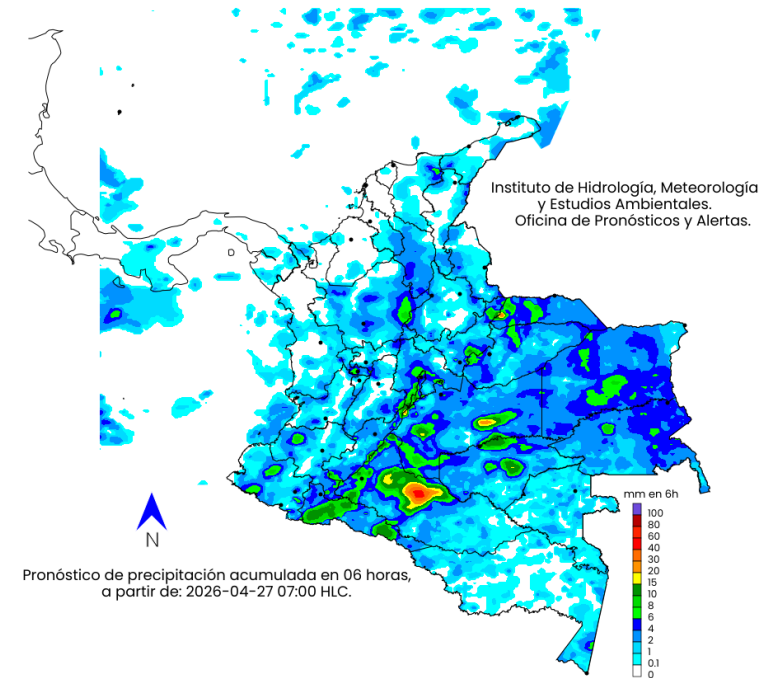 Instituto de Hidrología, Meteorología
y Estudios Ambientales.
Oficina de Pronósticos y Alertas.
mm en 6h
100
80
60
40
30
20
15
10
8
6
4
2
1
0.1
0
N
Pronóstico de precipitación acumulada en 06 horas,
a partir de: 2026-04-27 07:00 HLC.